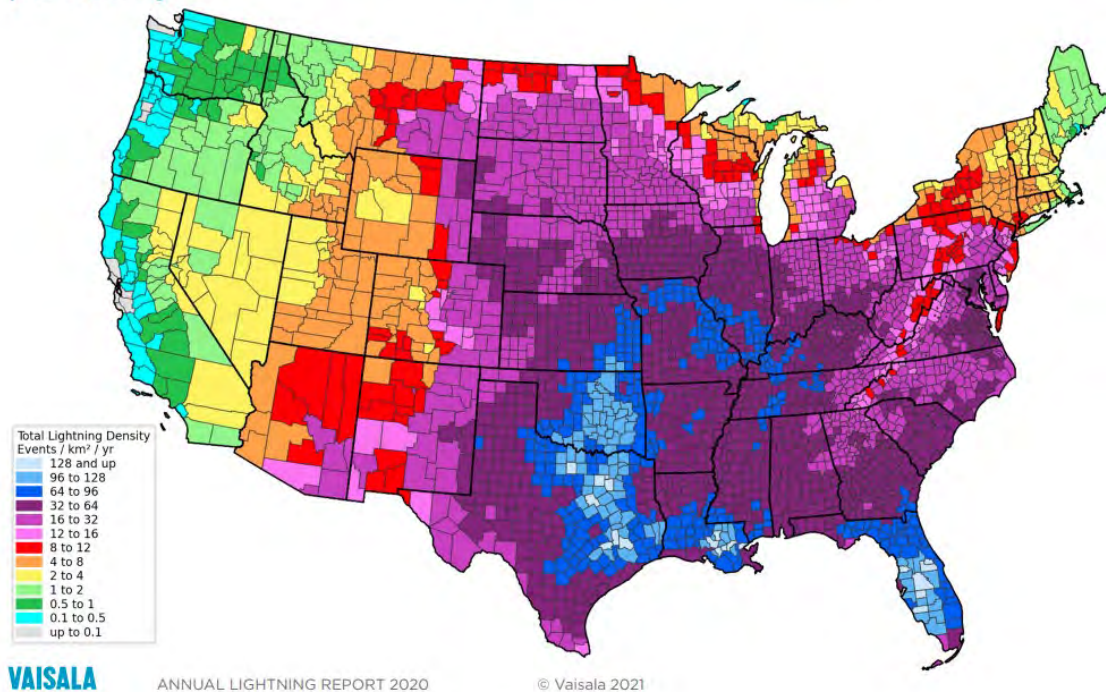 Total Lightning Density
Events / km² / yr
128 and up
96 to 128
64 to 96
32 to 64
16 to 32
12 to 16
8 to 12
4 to 8
2 to 4
1 to 2
0.5 to 1
0.1 to 0.5
up to 0.1
VAISALA ANNUAL LIGHTNING REPORT 2020 © Vaisala 2021